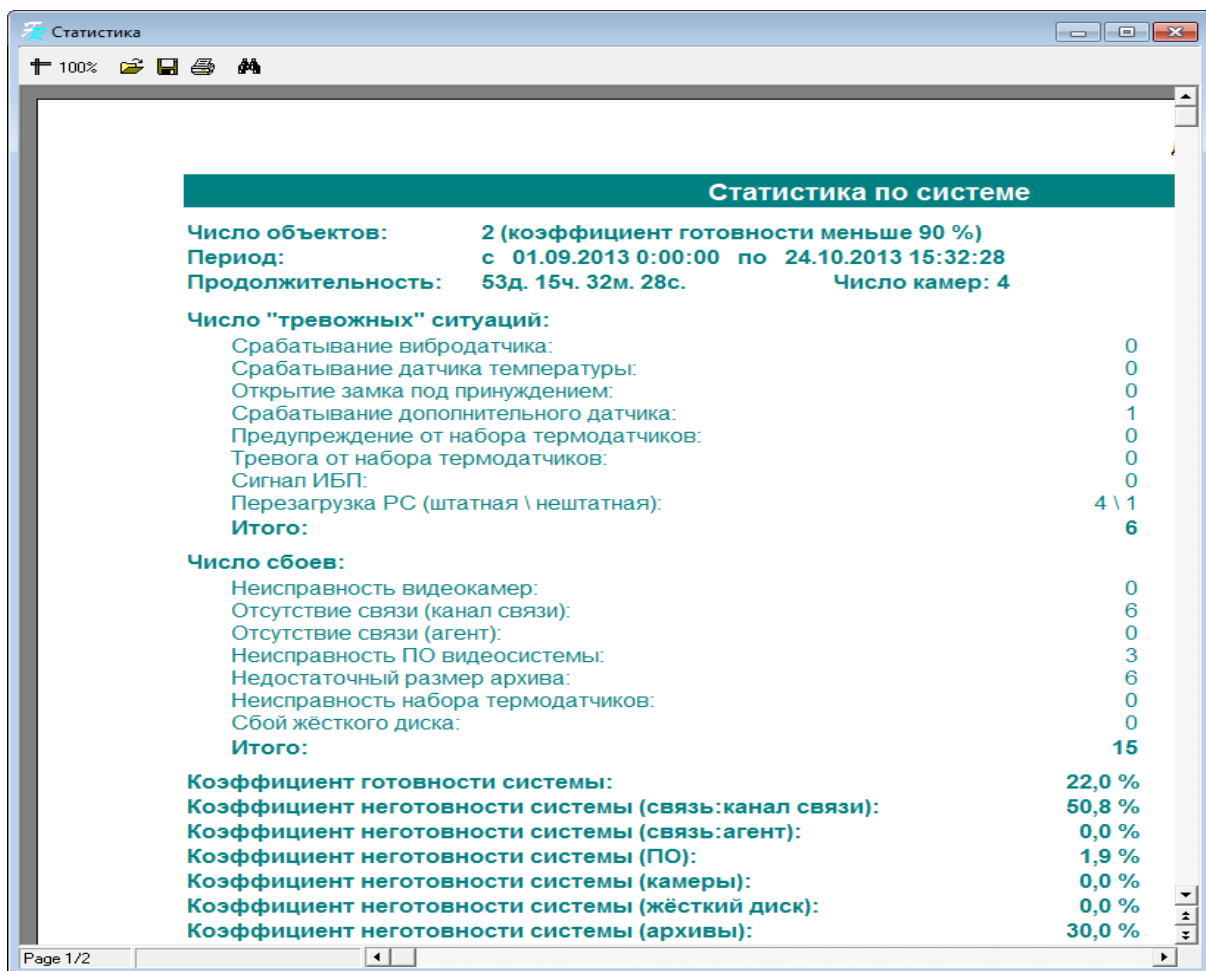 Статистика
100%
Статистика по системе
Число объектов: 2 (коэффициент готовности меньше 90 %)
Период: с 01.09.2013 0:00:00 по 24.10.2013 15:32:28
Продолжительность: 53д. 15ч. 32м. 28с. Число камер: 4
Число "тревожных" ситуаций:
Срабатывание вибродатчика: 0
Срабатывание датчика температуры: 0
Открытие замка под принуждением: 0
Срабатывание дополнительного датчика: 1
Предупреждение от набора термодатчиков: 0
Тревога от набора термодатчиков: 0
Сигнал ИБП: 0
Перезагрузка РС (штатная \ нештатная): 4 \ 1
Итого: 6
Число сбоев:
Неисправность видеокамер: 0
Отсутствие связи (канал связи): 6
Отсутствие связи (агент): 0
Неисправность ПО видеосистемы: 3
Недостаточный размер архива: 6
Неисправность набора термодатчиков: 0
Сбой жёсткого диска: 0
Итого: 15
Коэффициент готовности системы: 22,0 %
Коэффициент неготовности системы (связь:канал связи): 50,8 %
Коэффициент неготовности системы (связь:агент): 0,0 %
Коэффициент неготовности системы (ПО): 1,9 %
Коэффициент неготовности системы (камеры): 0,0 %
Коэффициент неготовности системы (жёсткий диск): 0,0 %
Коэффициент неготовности системы (архивы): 30,0 %
Page 1/2